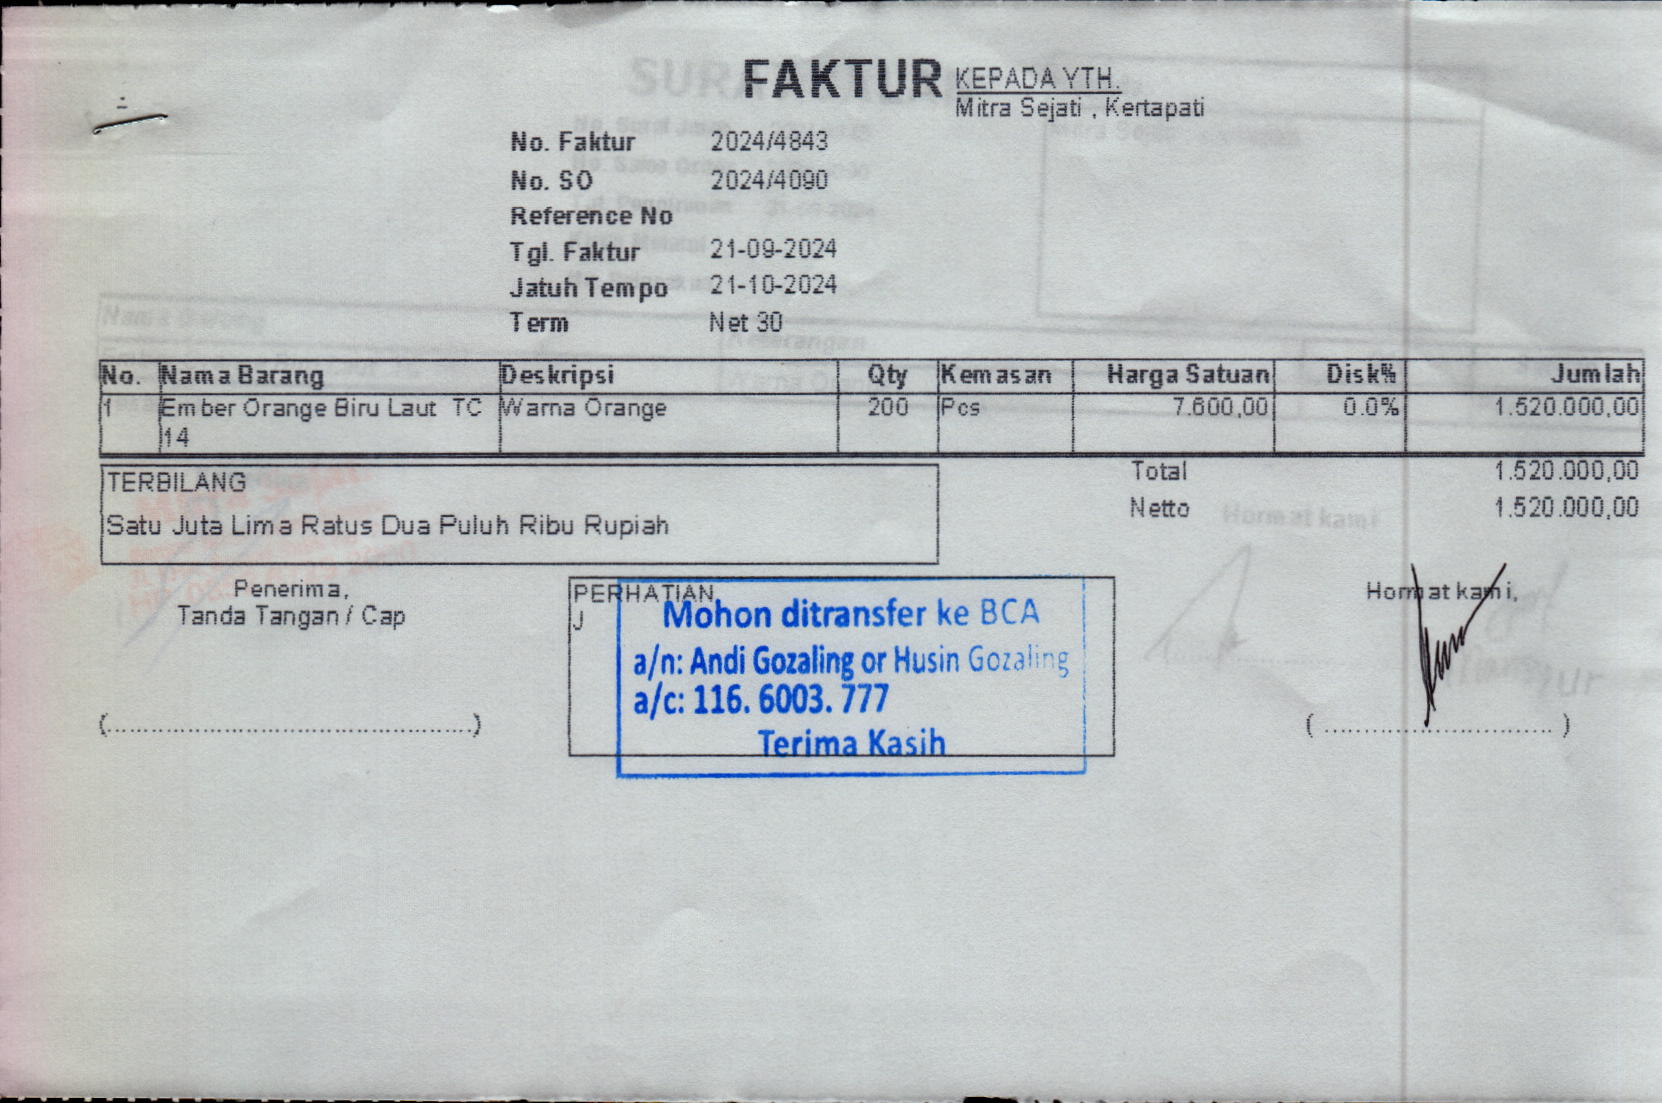 FAKTUR
KEPADA YTH.
Mitra Sejati , Kertapati
No. Faktur 2024/4843
No. SO 2024/4090
Reference No
Tgl. Faktur 21-09-2024
Jatuh Tempo 21-10-2024
Term Net 30
No. Nama Barang Deskripsi Qty Kemasan Harga Satuan Disk% Jumlah
1 Ember Orange Biru Laut TC Warna Orange 200 Pcs 7.600,00 0.0% 1.520.000,00
14
Total 1.520.000,00
TERBILANG
Netto 1.520.000,00
Satu Juta Lima Ratus Dua Puluh Ribu Rupiah
Penerima,
Tanda Tangan / Cap
(................................................)
PERHATIAN
J
Mohon ditransfer ke BCA
a/n: Andi Gozaling or Husin Gozaling
a/c: 116. 6003. 777
Terima Kasih
Hormat kami,
( .............................. )